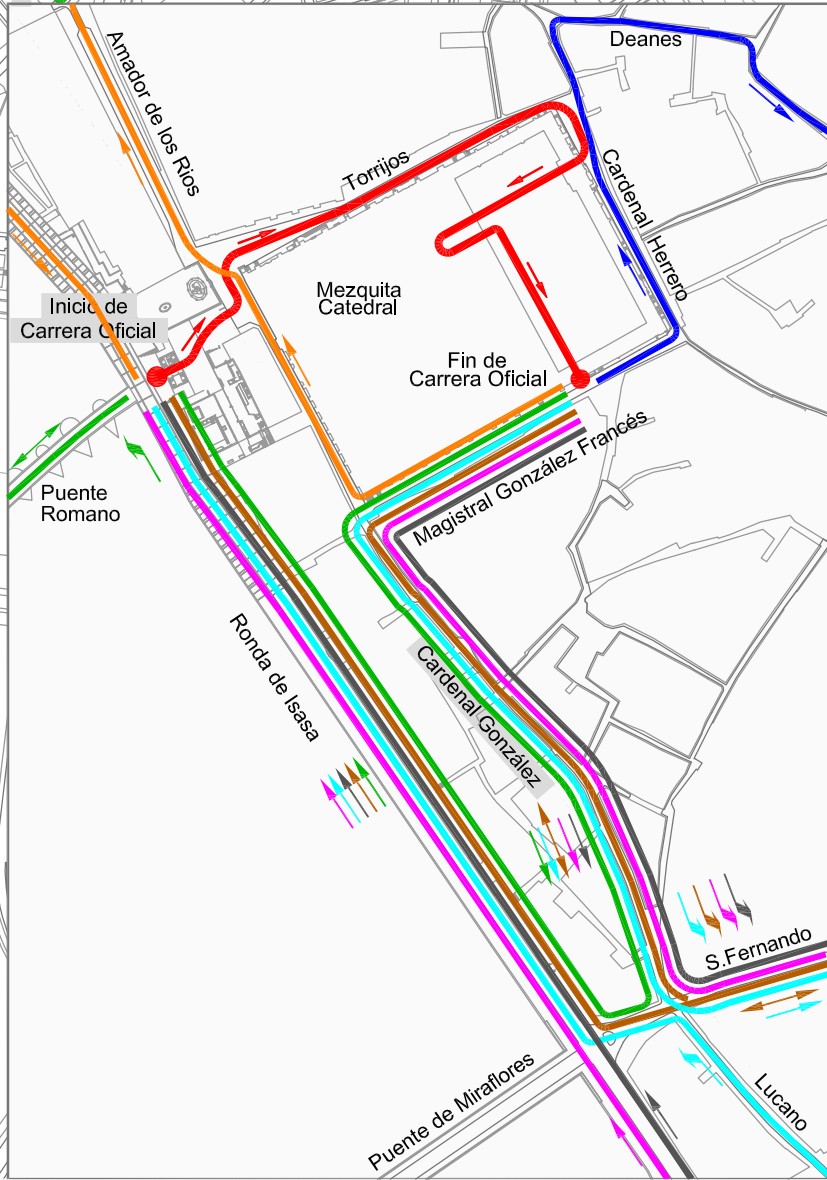 Deanes
Amador de los Rios
Torrijos
Cardenal Herrero
Mezquita
Catedral
Inicio de
Carrera Oficial
Fin de
Carrera Oficial
Magistral González Francés
Puente
Romano
Ronda de Isasa
Cardenal González
S.Fernando
Puente de Miraflores
Lucano